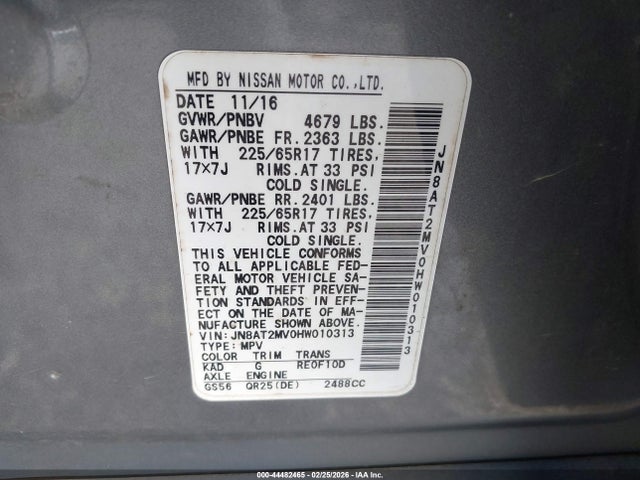 MFD BY NISSAN MOTOR CO.,LTD.
DATE 11/16
GVWR/PNBV 4679 LBS.
GAWR/PNBE FR. 2363 LBS.
WITH 225/65R17 TIRES,
17×7J RIMS.AT 33 PSI
COLD SINGLE.
GAWR/PNBE RR. 2401 LBS.
WITH 225/65R17 TIRES,
17×7J RIMS.AT 33 PSI
COLD SINGLE.
THIS VEHICLE CONFORMS
TO ALL APPLICABLE FED-
ERAL MOTOR VEHICLE SA-
FETY AND THEFT PREVEN-
TION STANDARDS IN EFF-
ECT ON THE DATE OF MA-
NUFACTURE SHOWN ABOVE.
VIN:JN8AT2MV0HW010313
TYPE:MPV
COLOR TRIM TRANS
KAD G RE0F10D
AXLE ENGINE
GS56 QR25(DE) 2488CC
JN8AT2MV0HW010313
000-44482465 - 02/25/2026 - IAA Inc.